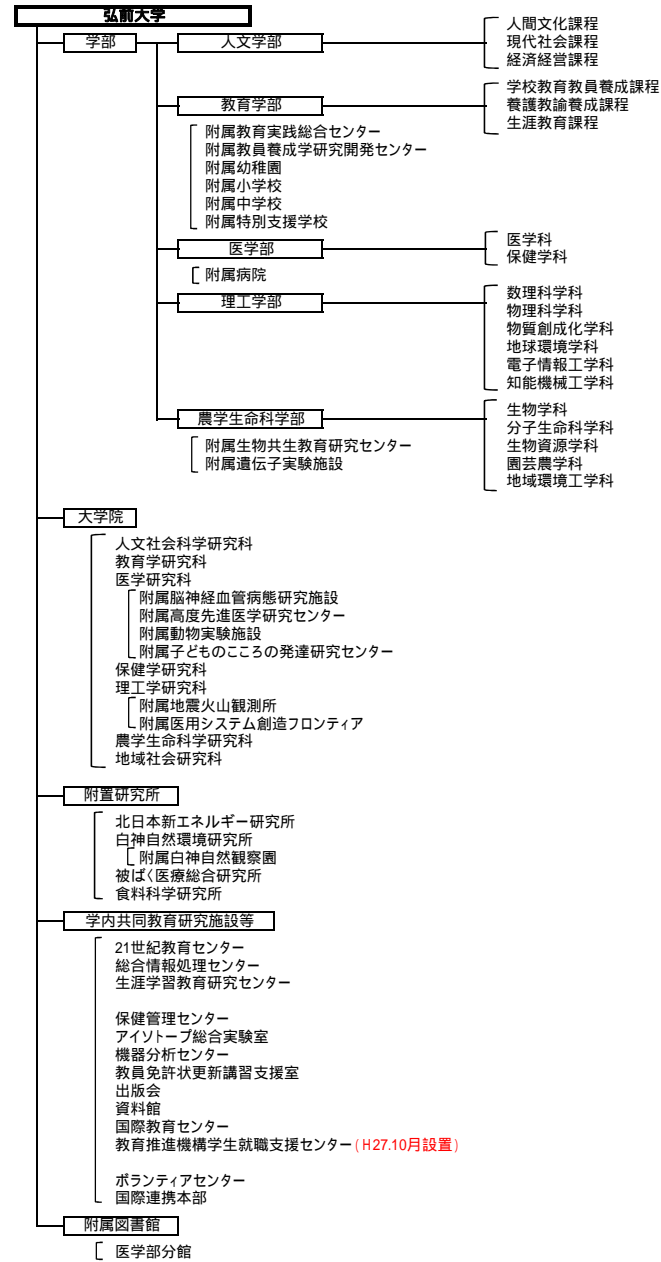 弘前大学
学部
人文学部
人間文化課程
現代社会課程
経済経営課程
教育学部
学校教育教員養成課程
養護教諭養成課程
生涯教育課程
附属教育実践総合センター
附属教員養成学研究開発センター
附属幼稚園
附属小学校
附属中学校
附属特別支援学校
医学部
医学科
保健学科
附属病院
理工学部
数理科学科
物理科学科
物質創成化学科
地球環境学科
電子情報工学科
知能機械工学科
農学生命科学部
生物学科
分子生命科学科
生物資源学科
園芸農学科
地域環境工学科
附属生物共生教育研究センター
附属遺伝子実験施設
大学院
人文社会科学研究科
教育学研究科
医学研究科
附属脳神経血管病態研究施設
附属高度先進医学研究センター
附属動物実験施設
附属子どものこころの発達研究センター
保健学研究科
理工学研究科
附属地震火山観測所
附属医用システム創造フロンティア
農学生命科学研究科
地域社会研究科
附置研究所
北日本新エネルギー研究所
白神自然環境研究所
附属白神自然観察園
被ばく医療総合研究所
食料科学研究所
学内共同教育研究施設等
21世紀教育センター
総合情報処理センター
生涯学習教育研究センター
保健管理センター
アイソトープ総合実験室
機器分析センター
教員免許状更新講習支援室
出版会
資料館
国際教育センター
教育推進機構学生就職支援センター(H27.10月設置)
ボランティアセンター
国際連携本部
附属図書館
医学部分館